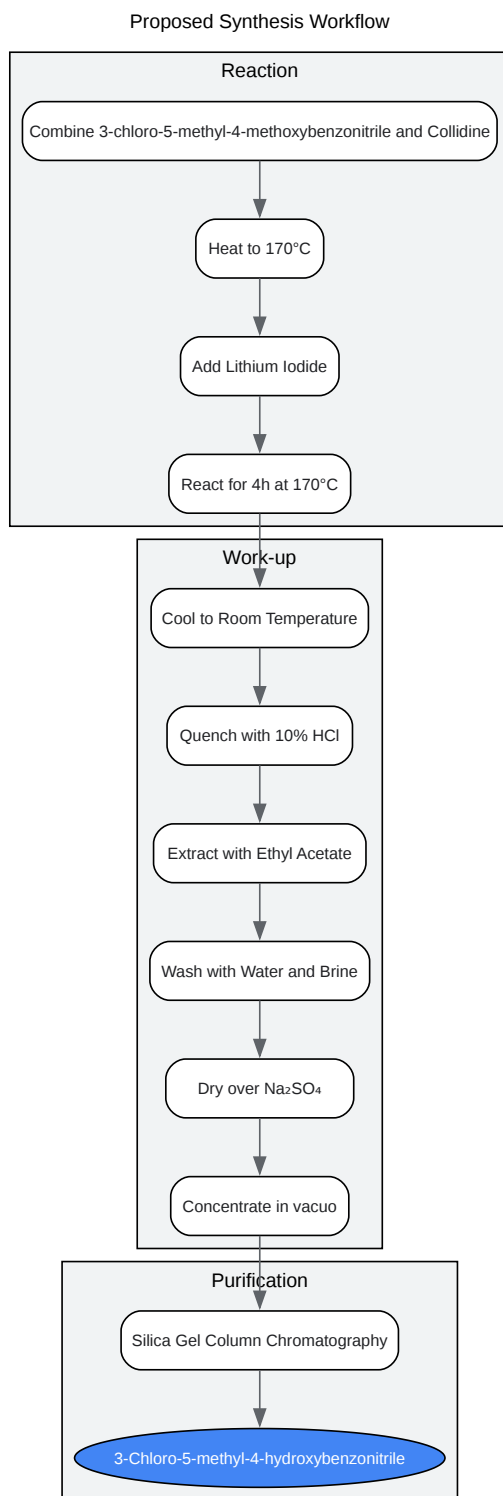 Proposed Synthesis Workflow
Reaction
Combine 3-chloro-5-methyl-4-methoxybenzonitrile and Collidine
Heat to 170°C
Add Lithium Iodide
React for 4h at 170°C
Work-up
Cool to Room Temperature
Quench with 10% HCl
Extract with Ethyl Acetate
Wash with Water and Brine
Dry over Na₂SO₄
Concentrate in vacuo
Purification
Silica Gel Column Chromatography
3-Chloro-5-methyl-4-hydroxybenzonitrile